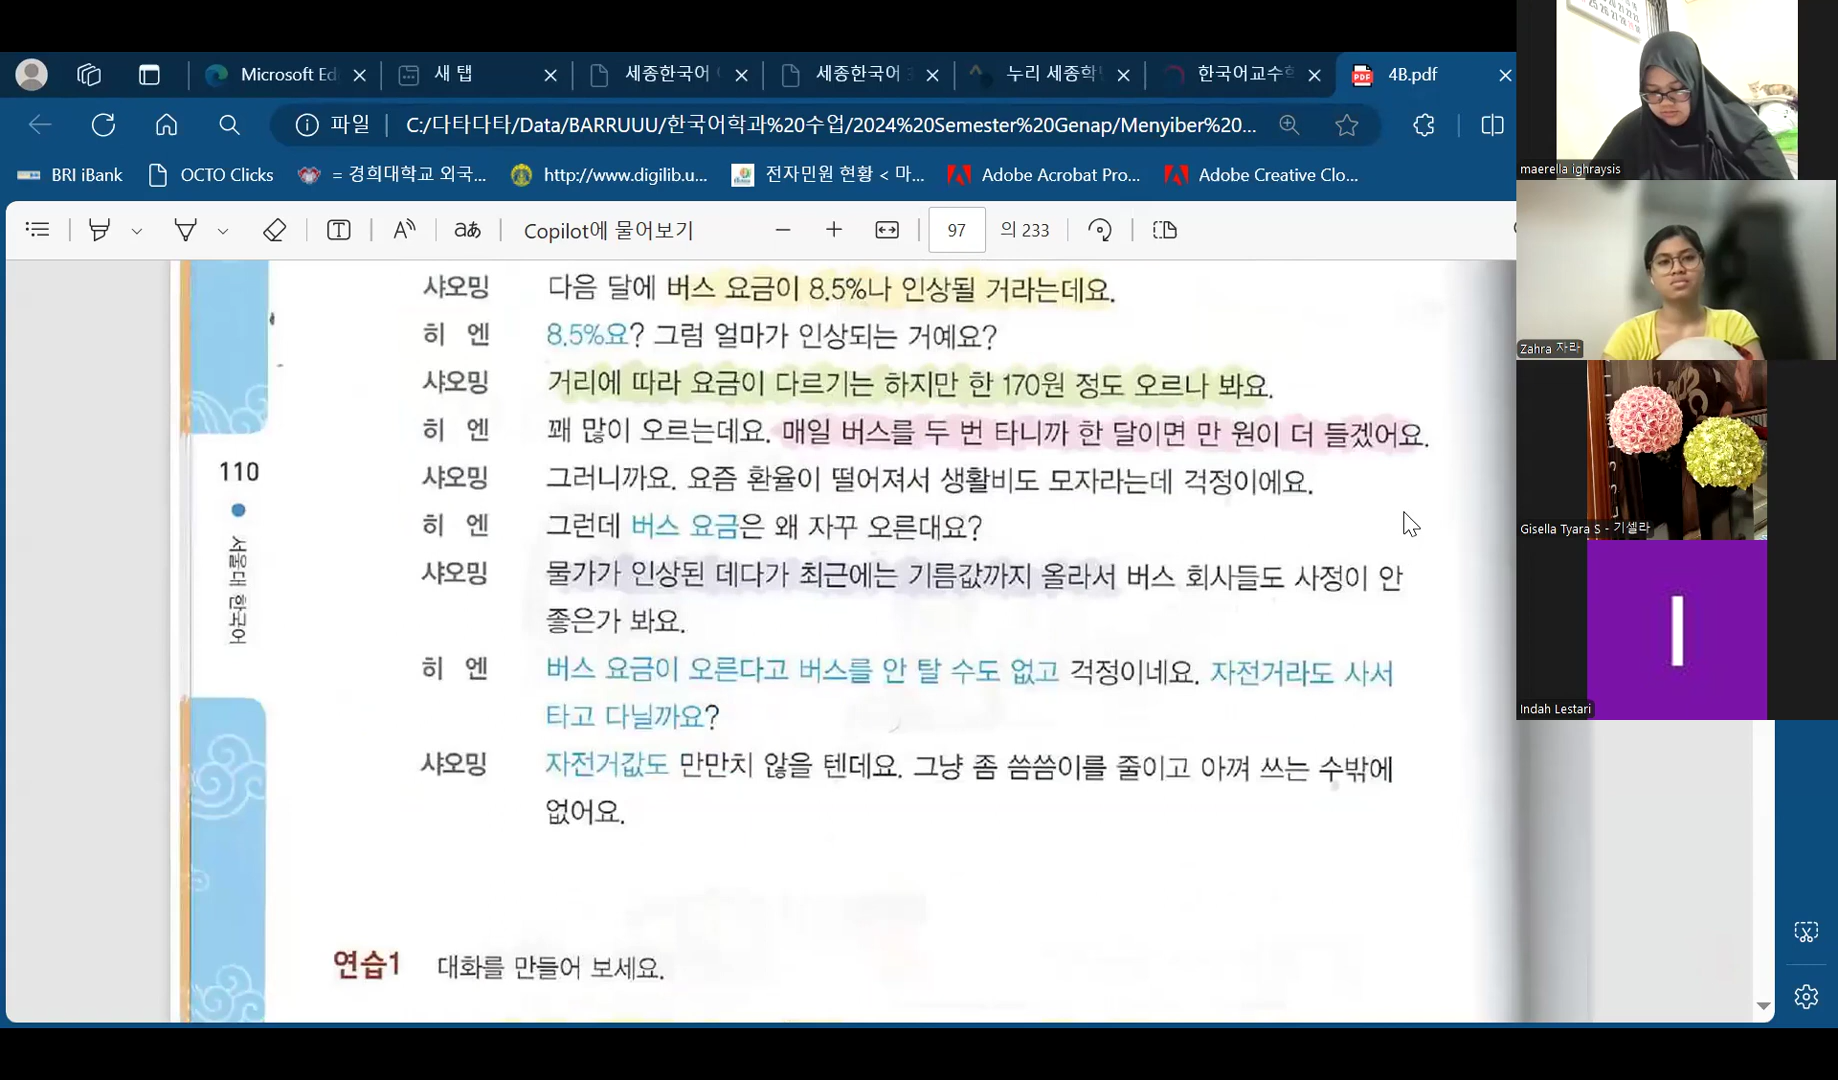 Microsoft Ed
새 탭
세종한국어
세종한국어
누리 세종학
한국어교수
4B.pdf
파일
C:/다타다타/Data/BARRUUU/한국어학과%20수업/2024%20Semester%20Genap/Menyiber%20...
BRI iBank
OCTO Clicks
= 경희대학교 외국...
http://www.digilib.u...
전자민원 현황 < 마...
Adobe Acrobat Pro...
Adobe Creative Clo...
Copilot에 물어보기
97 의 233
샤오밍 다음 달에 버스 요금이 8.5%나 인상될 거라는데요.
히 엔 8.5%요? 그럼 얼마가 인상되는 거예요?
샤오밍 거리에 따라 요금이 다르기는 하지만 한 170원 정도 오르나 봐요.
히 엔 꽤 많이 오르는데요. 매일 버스를 두 번 타니까 한 달이면 만 원이 더 들겠어요.
샤오밍 그러니까요. 요즘 환율이 떨어져서 생활비도 모자라는데 걱정이에요.
히 엔 그런데 버스 요금은 왜 자꾸 오른대요?
샤오밍 물가가 인상된 데다가 최근에는 기름값까지 올라서 버스 회사들도 사정이 안
좋은가 봐요.
히 엔 버스 요금이 오른다고 버스를 안 탈 수도 없고 걱정이네요. 자전거라도 사서
타고 다닐까요?
샤오밍 자전거값도 만만치 않을 텐데요. 그냥 좀 씀씀이를 줄이고 아껴 쓰는 수밖에
없어요.
110
서울대 한국어
연습1 대화를 만들어 보세요.
maerella ighraysis
Zahra 자라
Gisella Tyara S - 기셀라
I
Indah Lestari